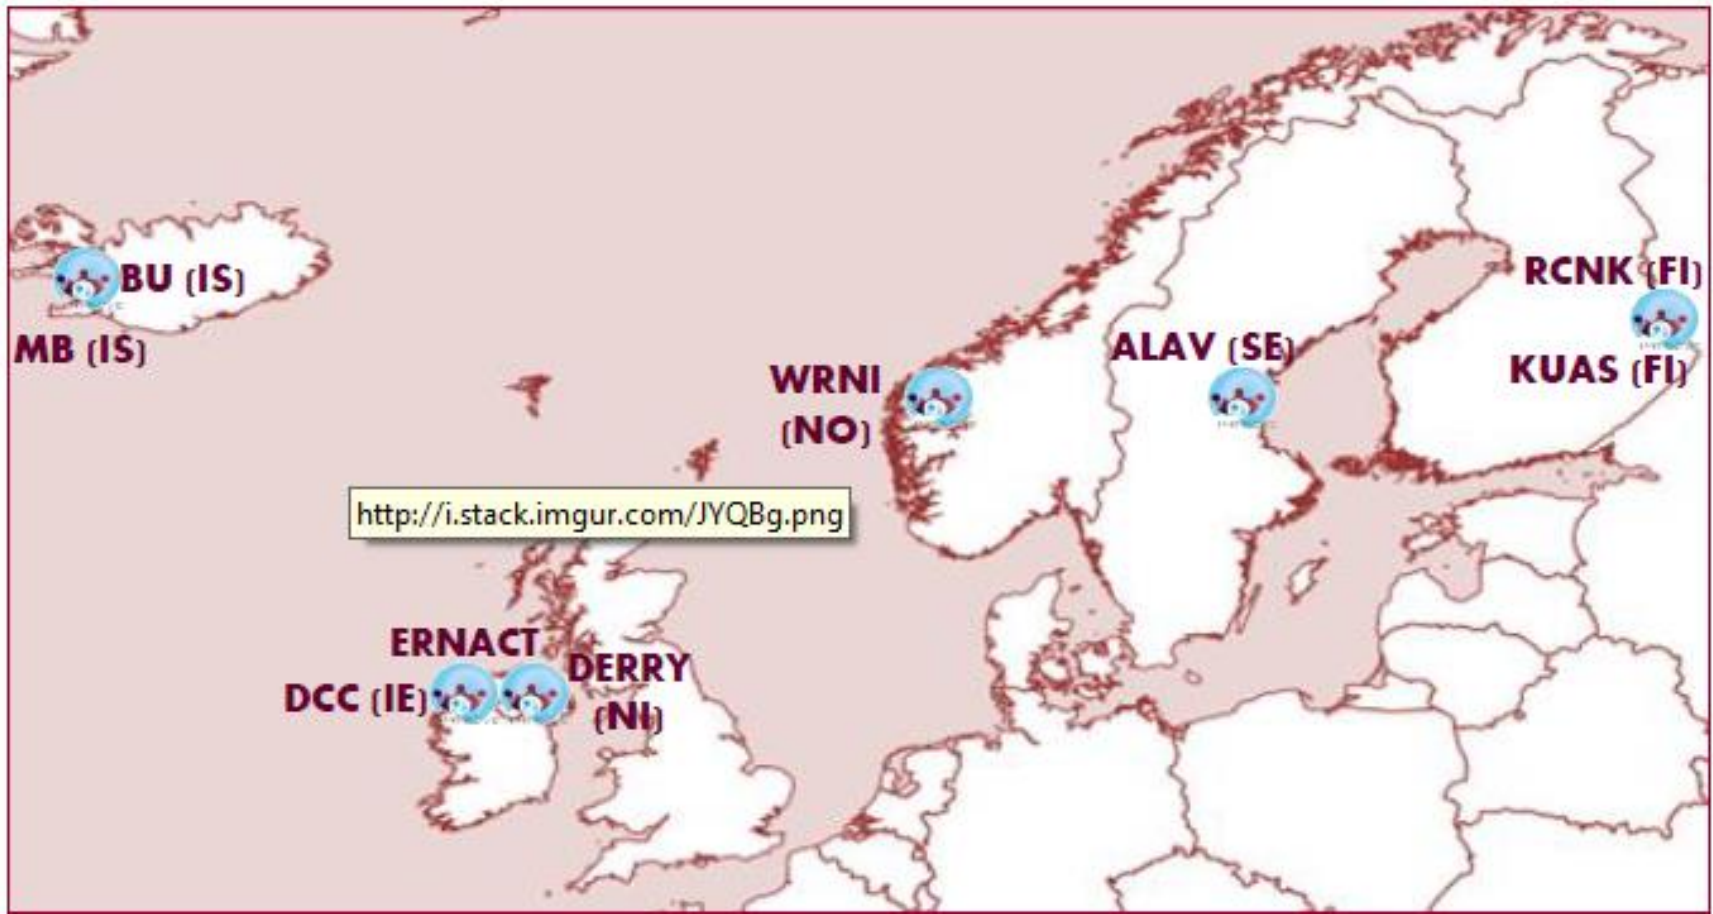 RCNK (FI)
BU (IS)
MB (IS)
ALAV (SE)
KUAS (FI)
WRNI
(NO)
http://i.stack.imgur.com/JYQBg.png
ERNACT
DERRY
(NI)
DCC (IE)